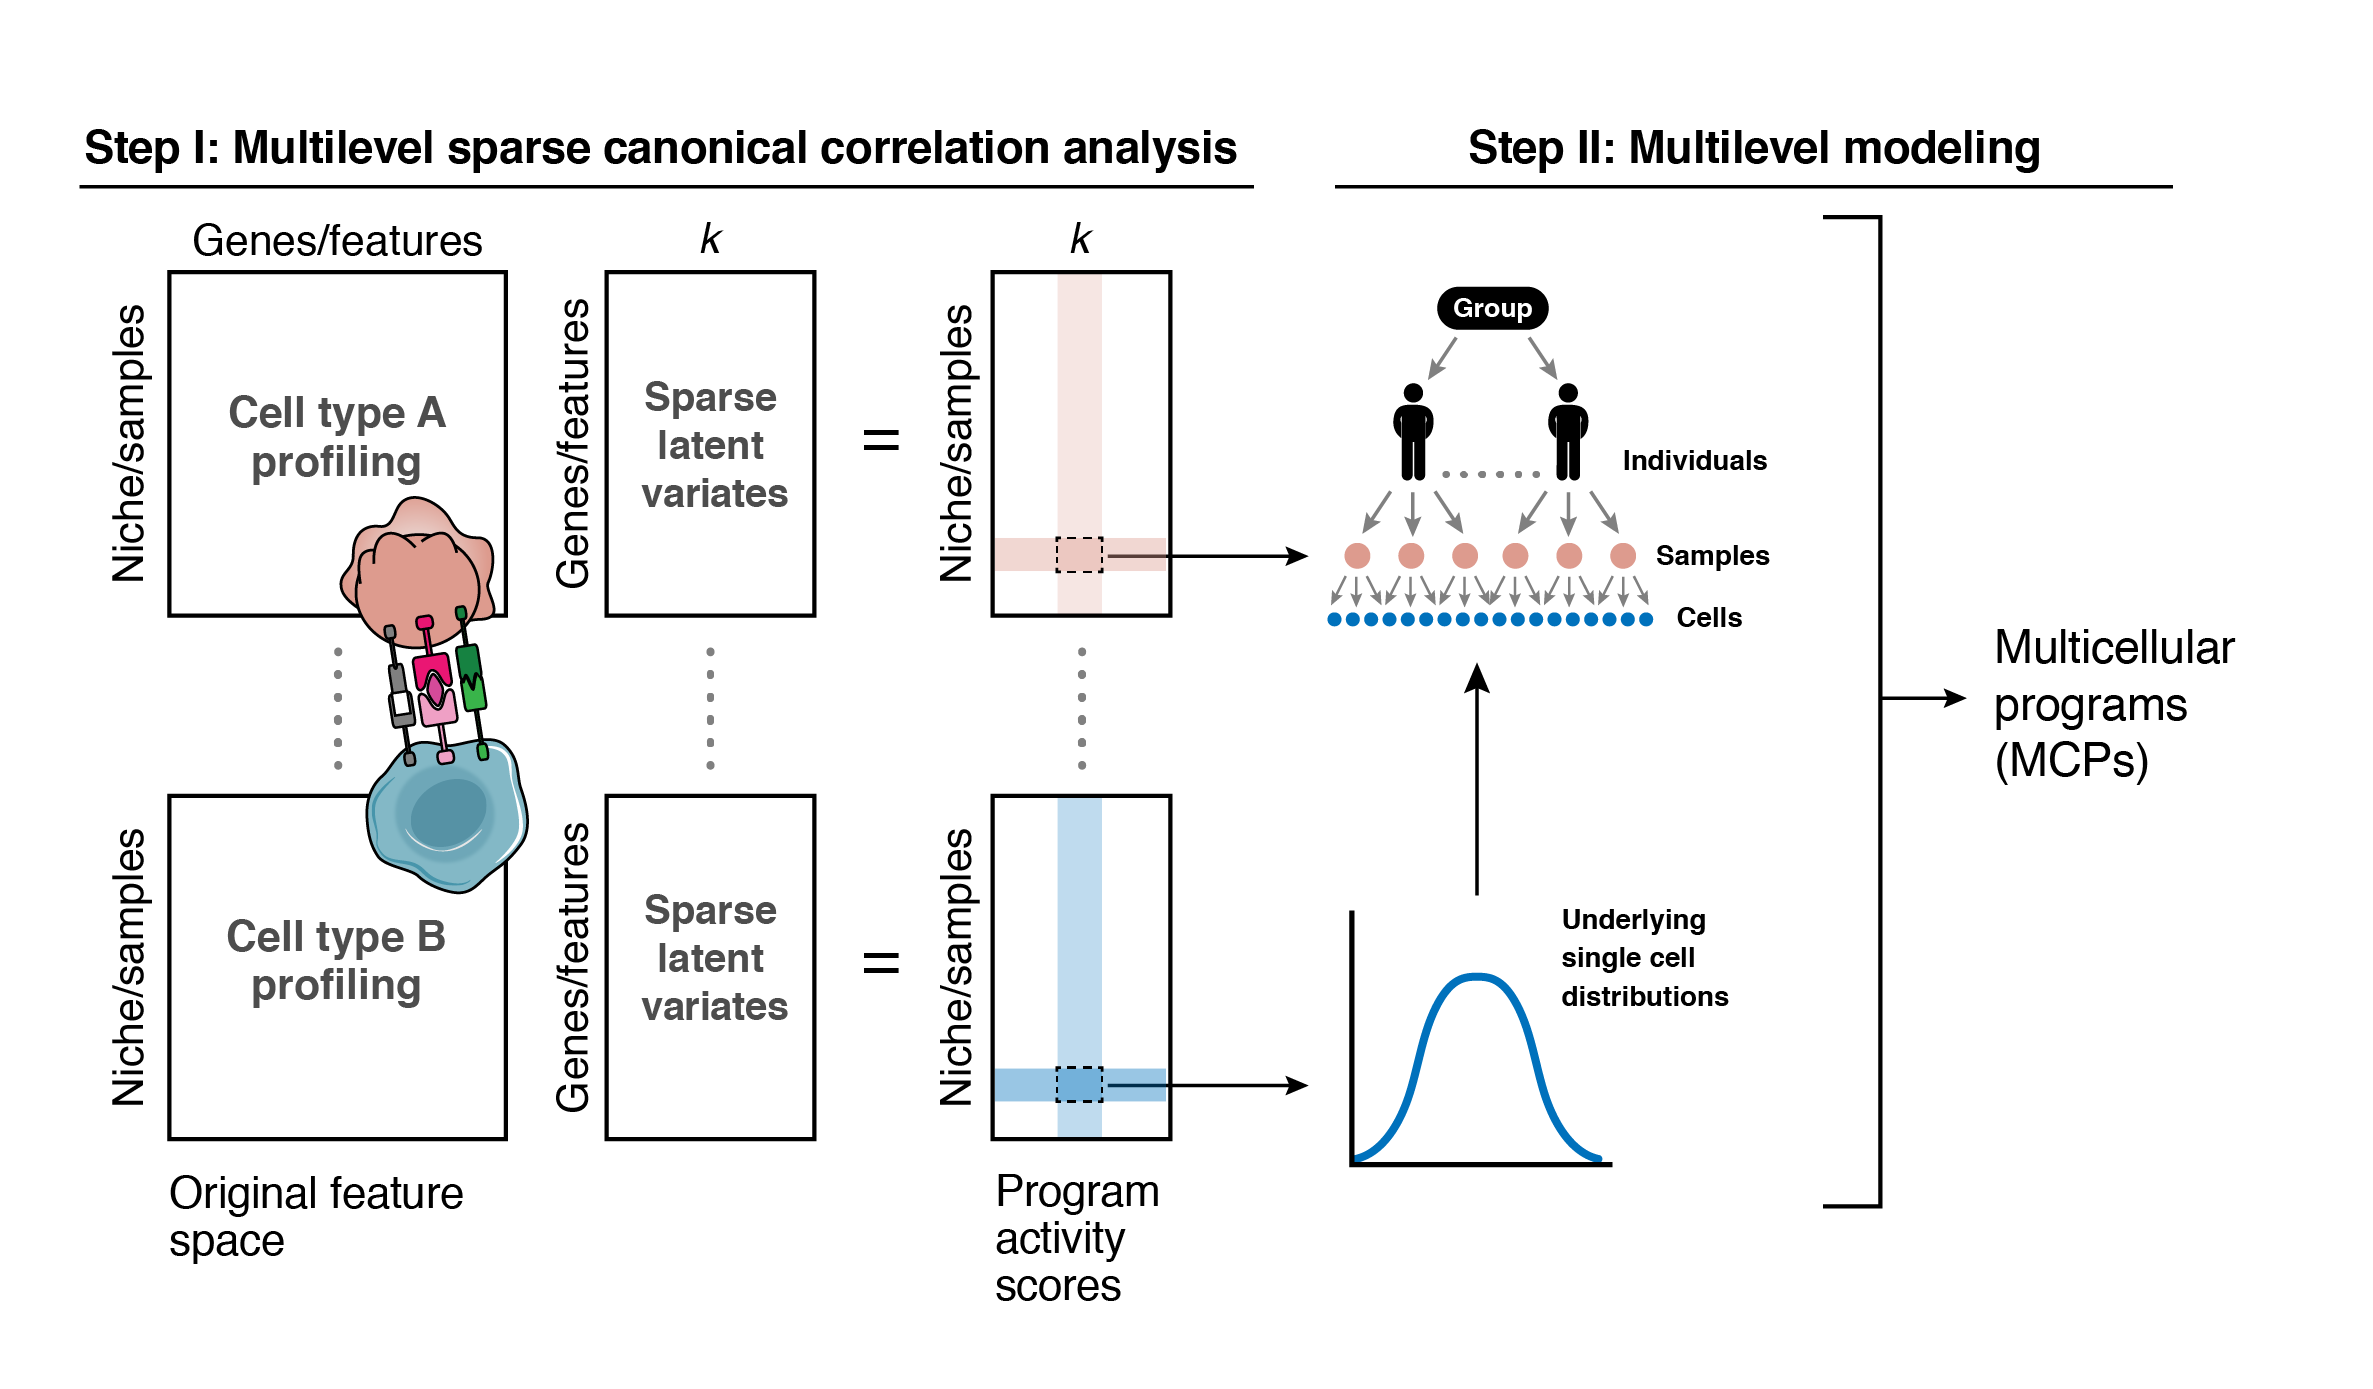 Step I: Multilevel sparse canonical correlation analysis
Genes/features
k
k
Niche/samples
Cell type A
profiling
Genes/features
Sparse
latent
variates
=
Niche/samples
Niche/samples
Cell type B
profiling
Genes/features
Sparse
latent
variates
=
Niche/samples
Original feature
space
Program
activity
scores
Step II: Multilevel modeling
Group
Individuals
Samples
Cells
Underlying
single cell
distributions
Multicellular
programs
(MCPs)